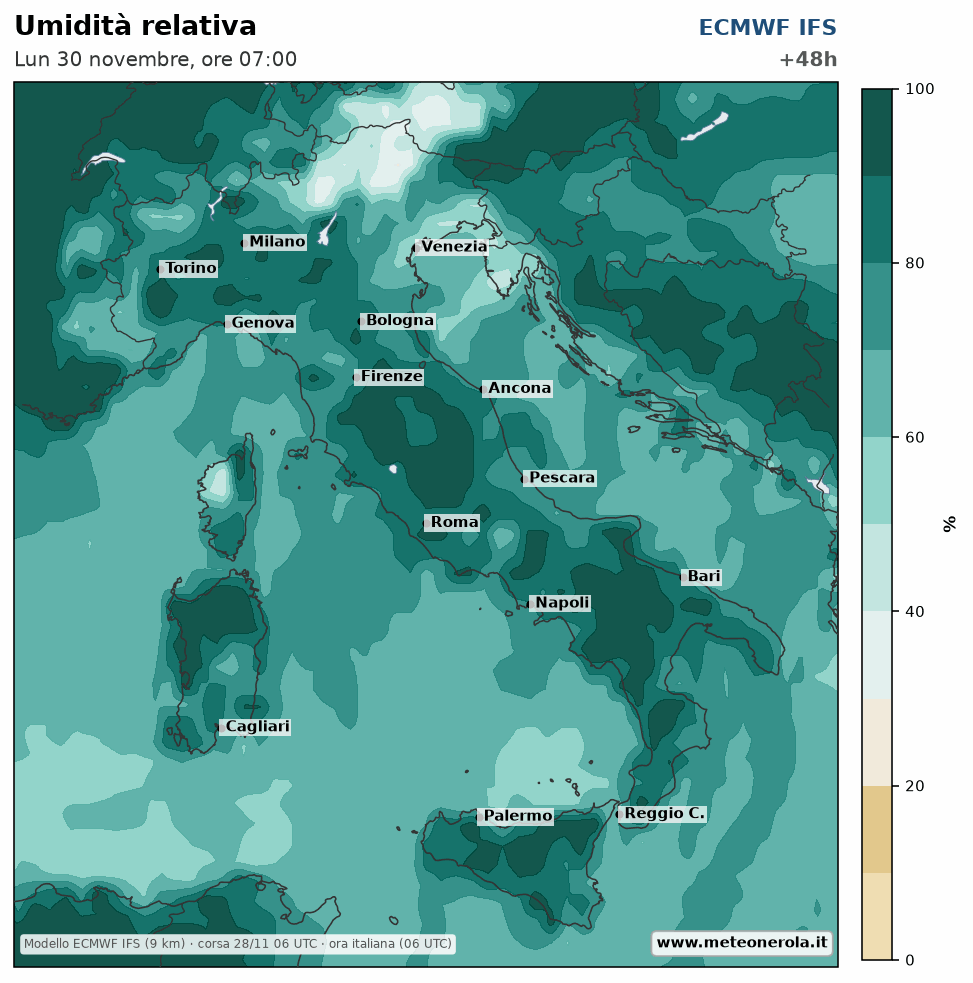 Umidità relativa
ECMWF IFS
Lun 30 novembre, ore 07:00
+48h
100
80
60
40
20
0
%
Milano
Venezia
Torino
Genova
Bologna
Firenze
Ancona
Pescara
Roma
Bari
Napoli
Cagliari
Palermo
Reggio C.
Modello ECMWF IFS (9 km) · corsa 28/11 06 UTC · ora italiana (06 UTC)
www.meteonerola.it